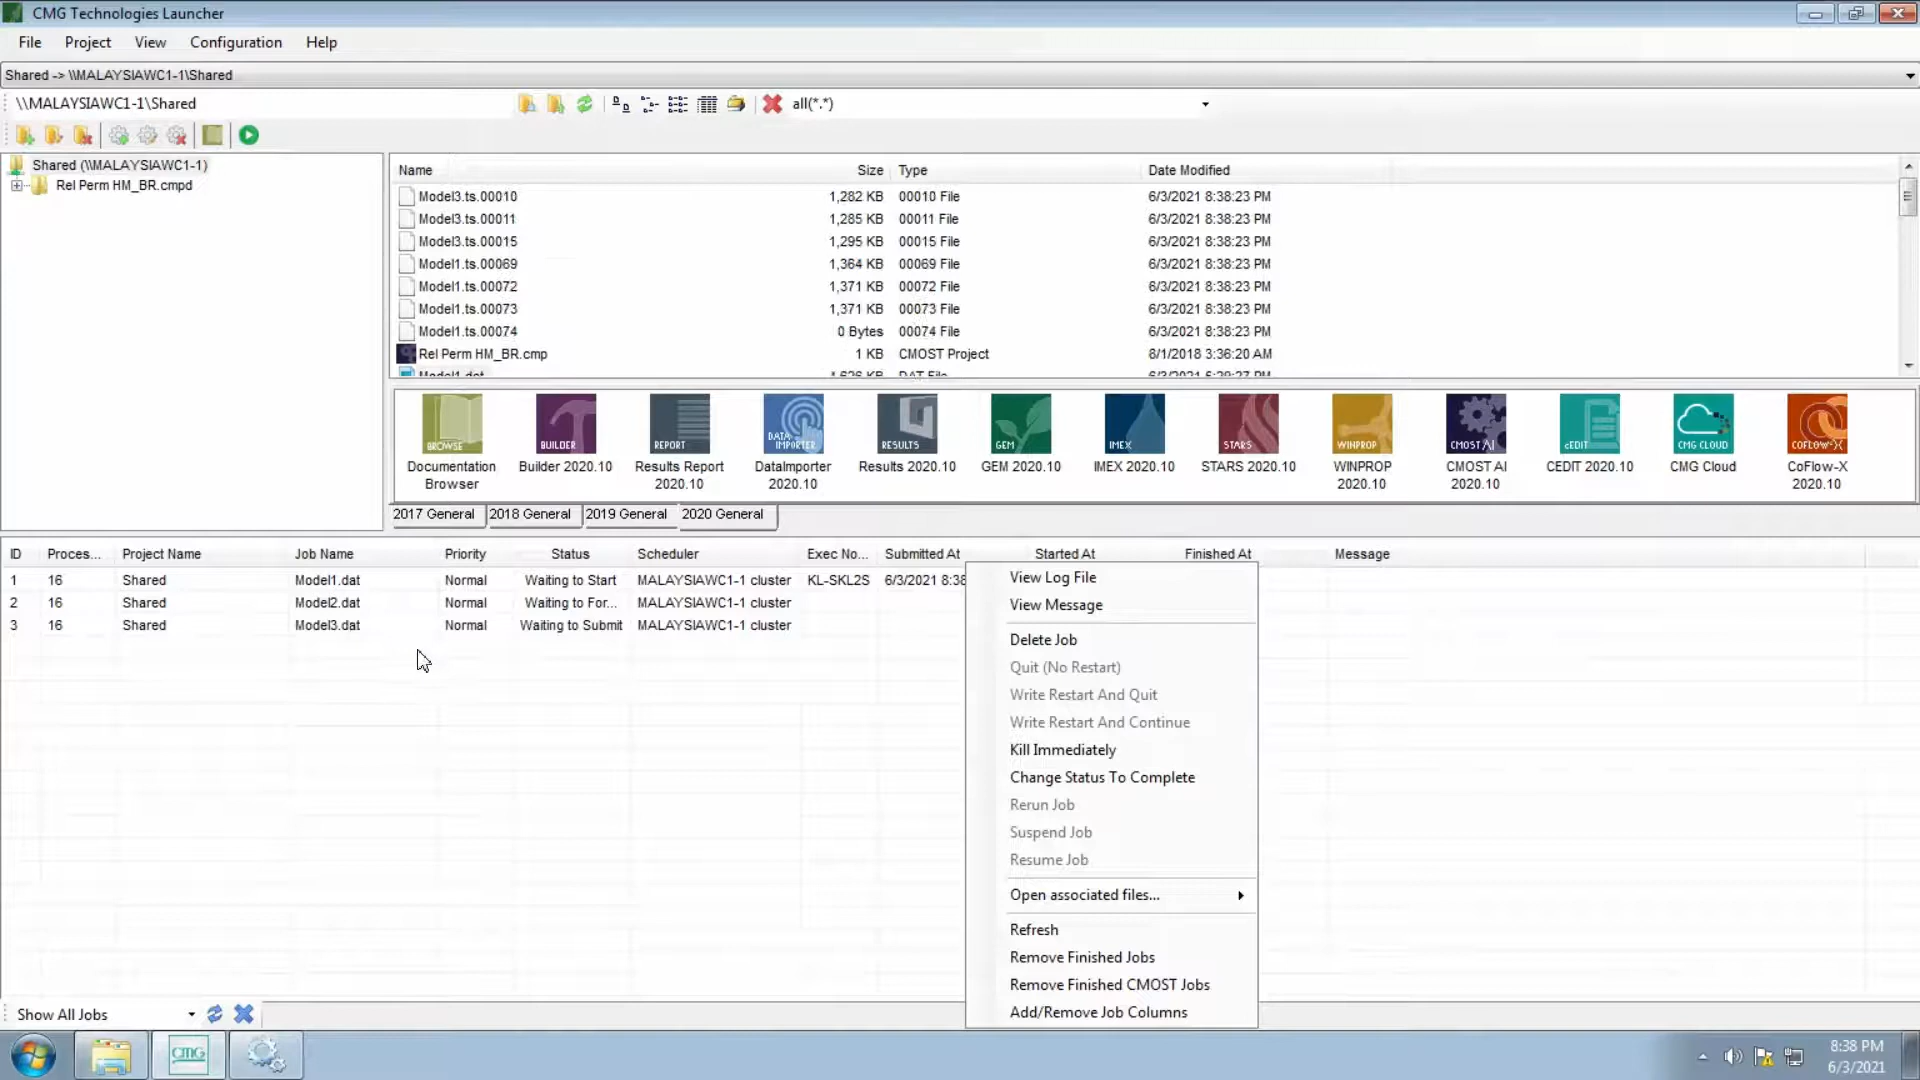 CMG Technologies Launcher
File Project View Configuration Help
Shared -> \\MALAYSIAWC1-1\Shared
\\MALAYSIAWC1-1\Shared all(*.*)
Shared (\\MALAYSIAWC1-1)
Rel Perm HM_BR.cmpd
Name Size Type Date Modified
Model3.ts.00010 1,282 KB 00010 File 6/3/2021 8:38:23 PM
Model3.ts.00011 1,285 KB 00011 File 6/3/2021 8:38:23 PM
Model3.ts.00015 1,295 KB 00015 File 6/3/2021 8:38:23 PM
Model1.ts.00069 1,364 KB 00069 File 6/3/2021 8:38:23 PM
Model1.ts.00072 1,371 KB 00072 File 6/3/2021 8:38:23 PM
Model1.ts.00073 1,371 KB 00073 File 6/3/2021 8:38:23 PM
Model1.ts.00074 0 Bytes 00074 File 6/3/2021 8:38:23 PM
Rel Perm HM_BR.cmp 1 KB CMOST Project 8/1/2018 3:36:20 AM
BROWSE BUILDER REPORT DATA IMPORTER RESULTS GEM IMEX STARS WINPROP CMOST AI cEDIT CMG CLOUD COFLOW-X
Documentation Browser
Builder 2020.10
Results Report 2020.10
DataImporter 2020.10
Results 2020.10
GEM 2020.10
IMEX 2020.10
STARS 2020.10
WINPROP 2020.10
CMOST AI 2020.10
CEDIT 2020.10
CMG Cloud
CoFlow-X 2020.10
2017 General 2018 General 2019 General 2020 General
ID Proces... Project Name Job Name Priority Status Scheduler Exec No... Submitted At Started At Finished At Message
1 16 Shared Model1.dat Normal Waiting to Start MALAYSIAWC1-1 cluster KL-SKL2S 6/3/2021 8:38
2 16 Shared Model2.dat Normal Waiting to For... MALAYSIAWC1-1 cluster
3 16 Shared Model3.dat Normal Waiting to Submit MALAYSIAWC1-1 cluster
View Log File
View Message
Delete Job
Quit (No Restart)
Write Restart And Quit
Write Restart And Continue
Kill Immediately
Change Status To Complete
Rerun Job
Suspend Job
Resume Job
Open associated files...
Refresh
Remove Finished Jobs
Remove Finished CMOST Jobs
Add/Remove Job Columns
Show All Jobs
CMG
8:38 PM
6/3/2021